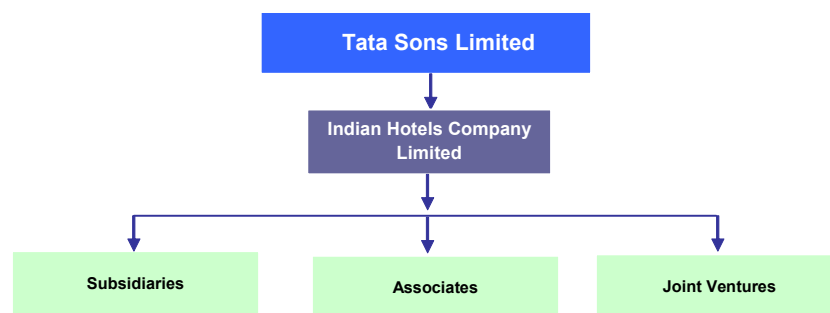 Tata Sons Limited
Indian Hotels Company
Limited
Subsidiaries
Associates
Joint Ventures